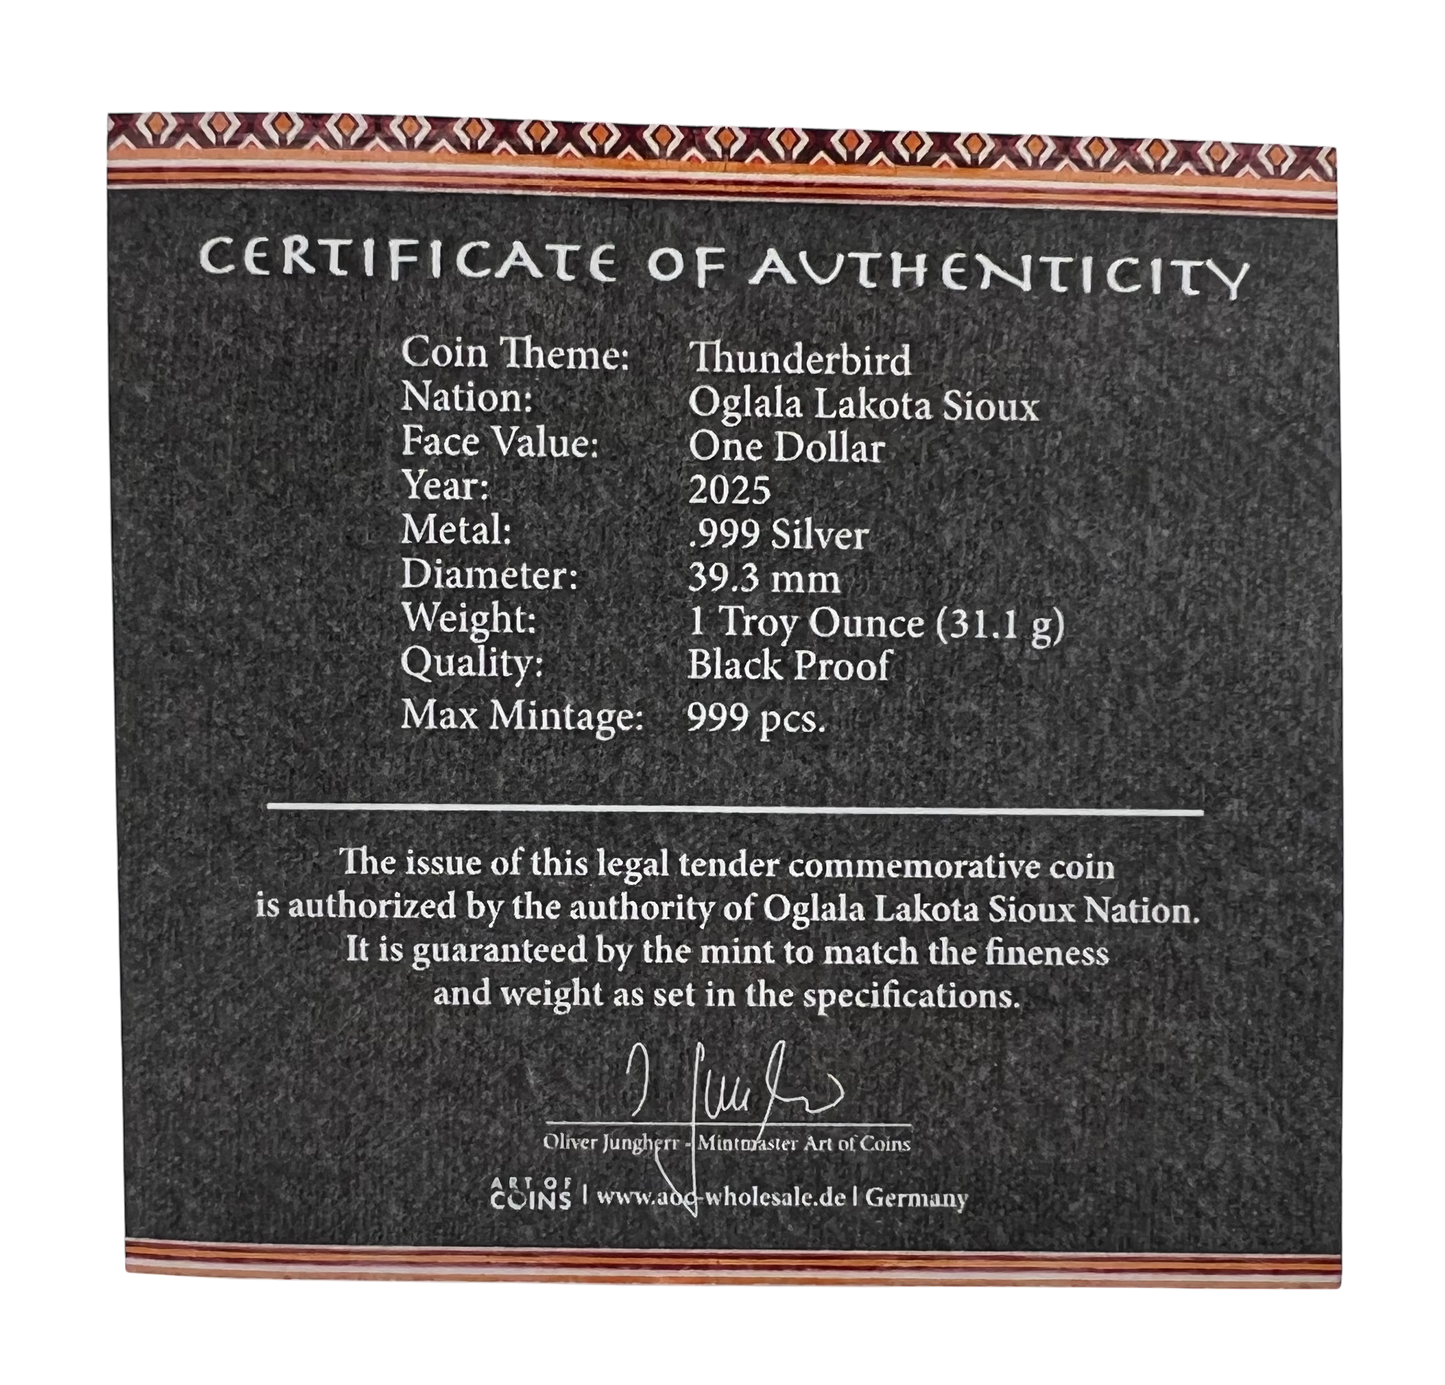 CERTIFICATE OF AUTHENTICITY
Coin Theme: Thunderbird
Nation: Oglala Lakota Sioux
Face Value: One Dollar
Year: 2025
Metal: .999 Silver
Diameter: 39.3 mm
Weight: 1 Troy Ounce (31.1 g)
Quality: Black Proof
Max Mintage: 999 pcs.
The issue of this legal tender commemorative coin
is authorized by the authority of Oglala Lakota Sioux Nation.
It is guaranteed by the mint to match the fineness
and weight as set in the specifications.
Oliver Jungherr - Mintmaster Art of Coins
ART OF
COINS | www.aoc-wholesale.de | Germany